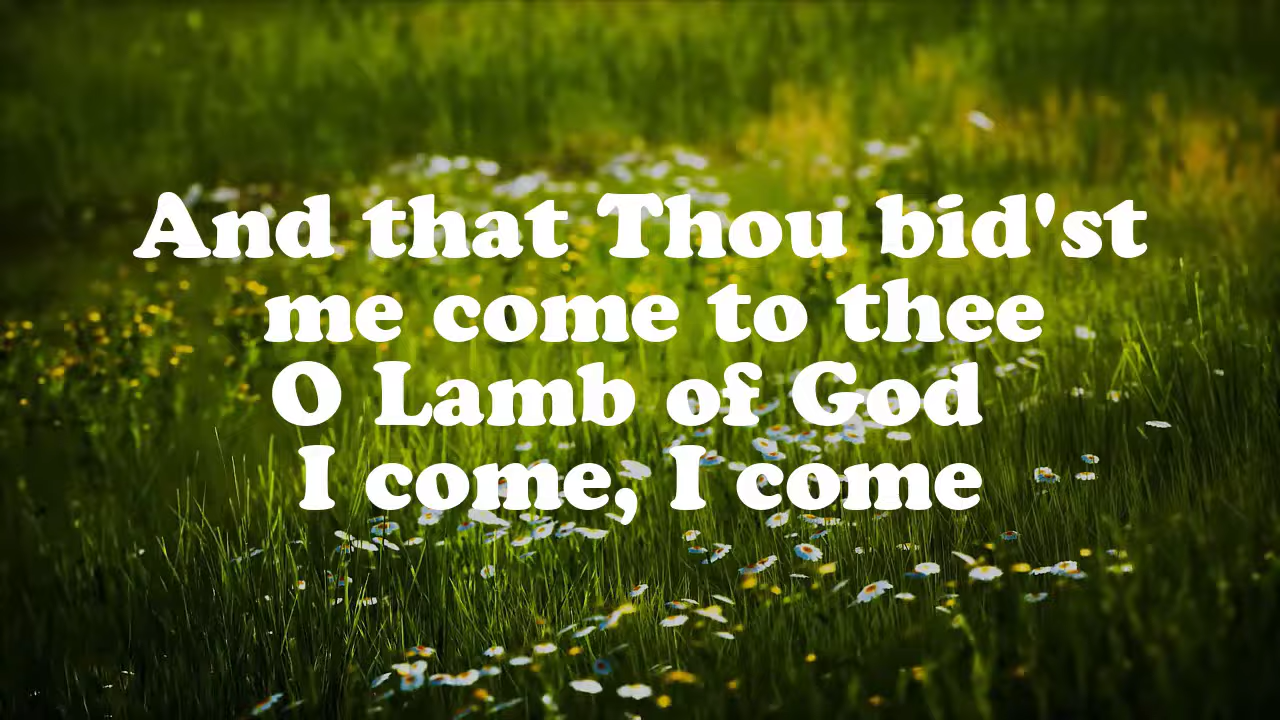 And that Thou bid'st
me come to thee
O Lamb of God
I come, I come